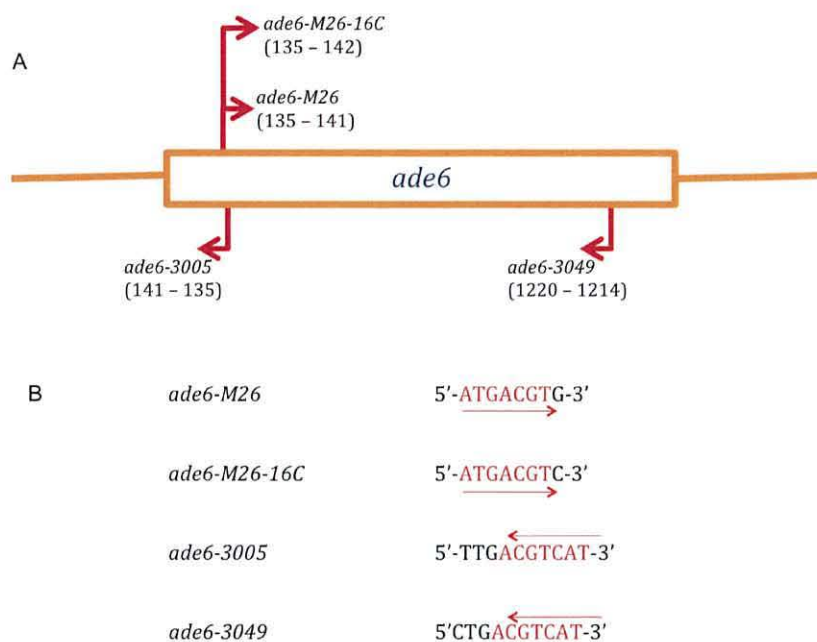 A
ade6-M26-16C
(135 – 142)
ade6-M26
(135 – 141)
ade6
ade6-3005
(141 – 135)
ade6-3049
(1220 – 1214)
B
ade6-M26 5’-ATGACGTG-3’
ade6-M26-16C 5’-ATGACGTC-3’
ade6-3005 5’-TTGACGTCAT-3’
ade6-3049 5’CTGACGTCAT-3’